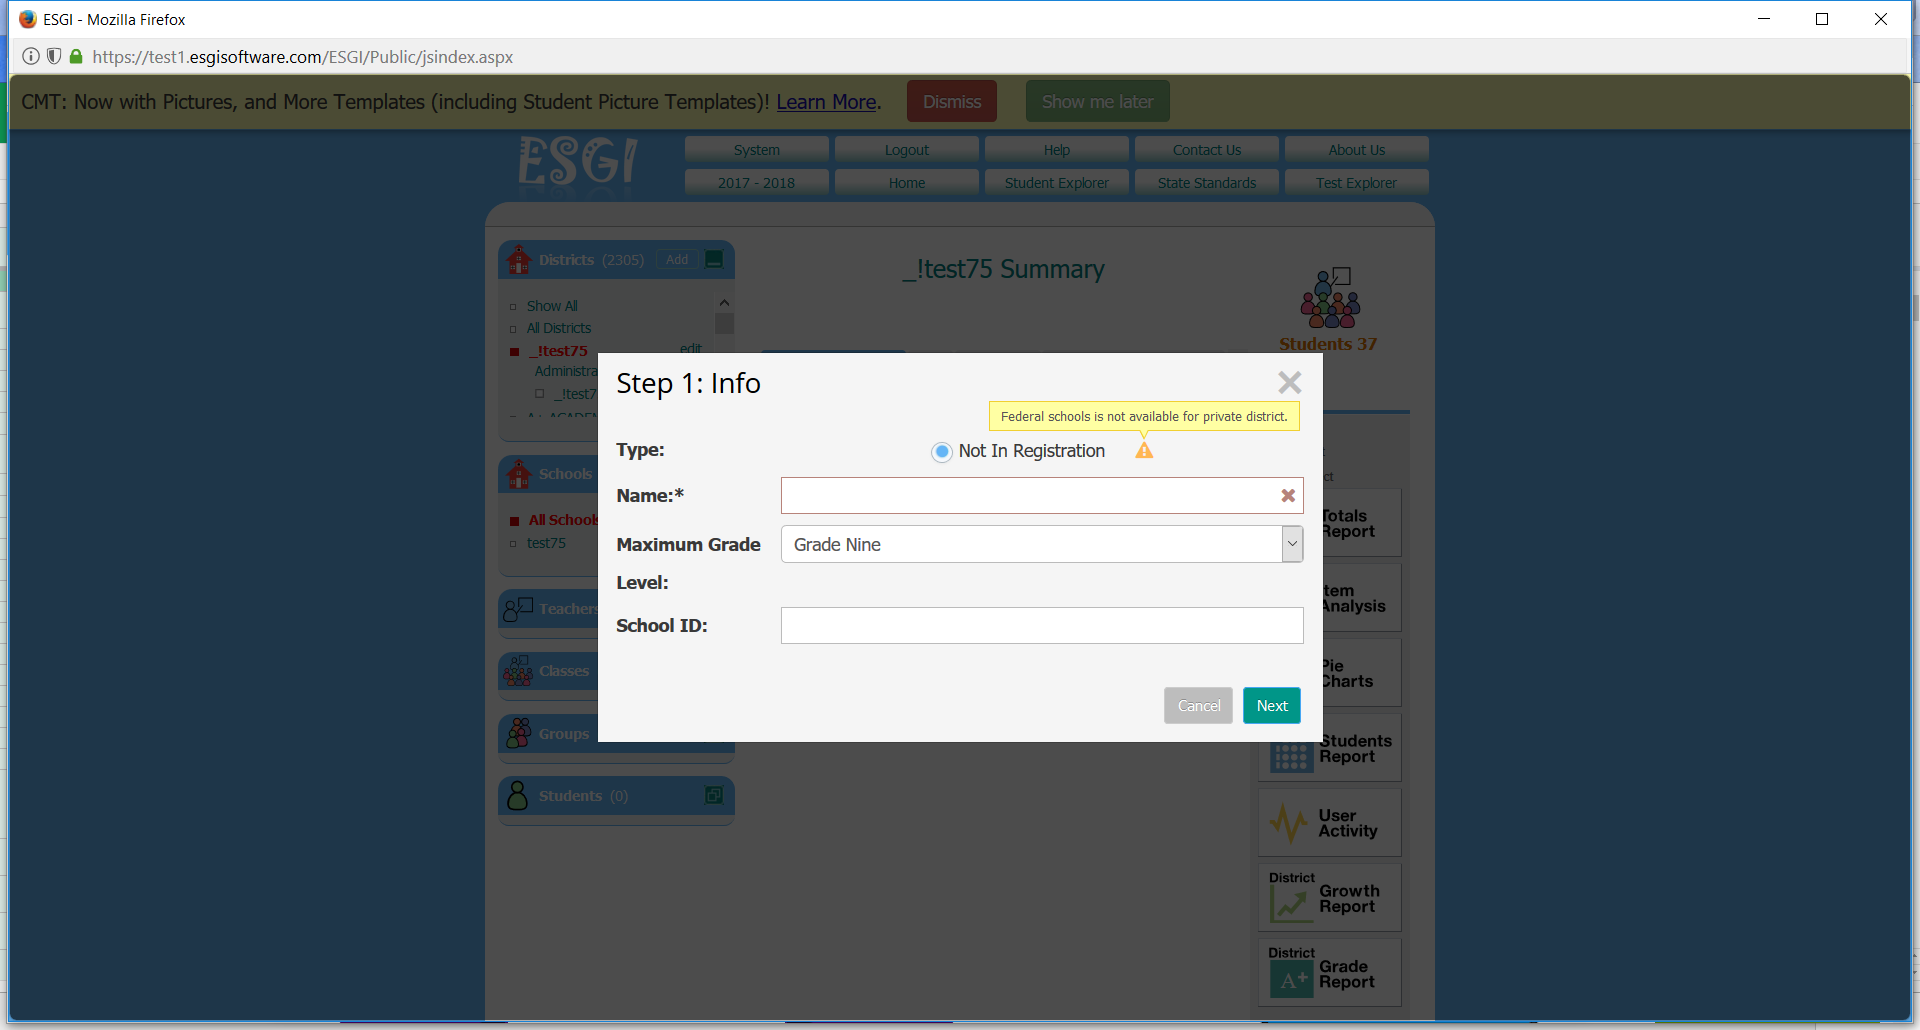 ESGI - Mozilla Firefox
https://test1.esgisoftware.com/ESGI/Public/jsindex.aspx
CMT: Now with Pictures, and More Templates (including Student Picture Templates)! Learn More. Dismiss Show me later
ESGI
System Logout Help Contact Us About Us
2017 - 2018 Home Student Explorer State Standards Test Explorer
Districts (2305) Add
Show All
All Districts
_!test75 edit
Administra
_!test7
_!test75 Summary
Students 37
Step 1: Info
Federal schools is not available for private district.
Type: Not In Registration
Name:*
Maximum Grade Level: Grade Nine
School ID:
Cancel Next
Schools
All Schools
test75
Teachers
Classes
Groups
Students (0)
ct
Totals
Report
tem
Analysis
Pie
Charts
Students
Report
User
Activity
District
Growth
Report
District
A+
Grade
Report